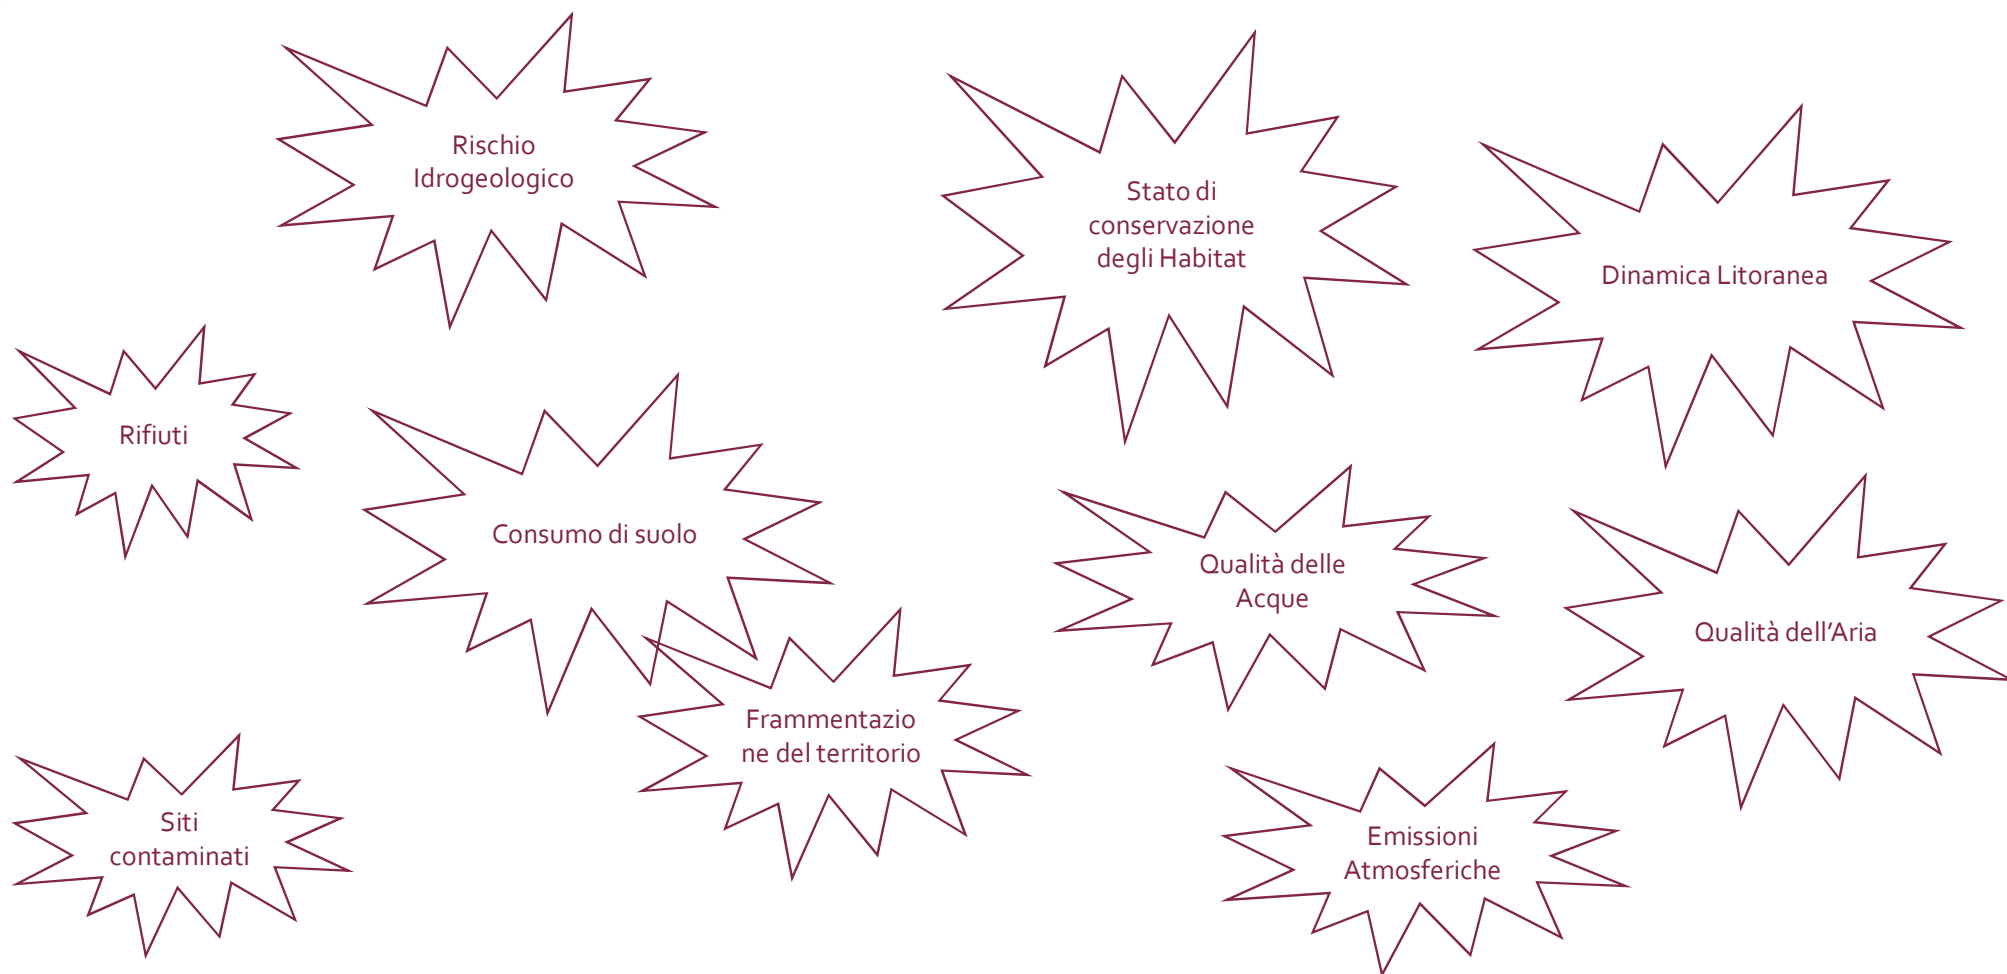 Rischio
Idrogeologico
Stato di
conservazione
degli Habitat
Dinamica Litoranea
Rifiuti
Consumo di suolo
Qualità delle
Acque
Qualità dell’Aria
Frammentazio
ne del territorio
Siti
contaminati
Emissioni
Atmosferiche